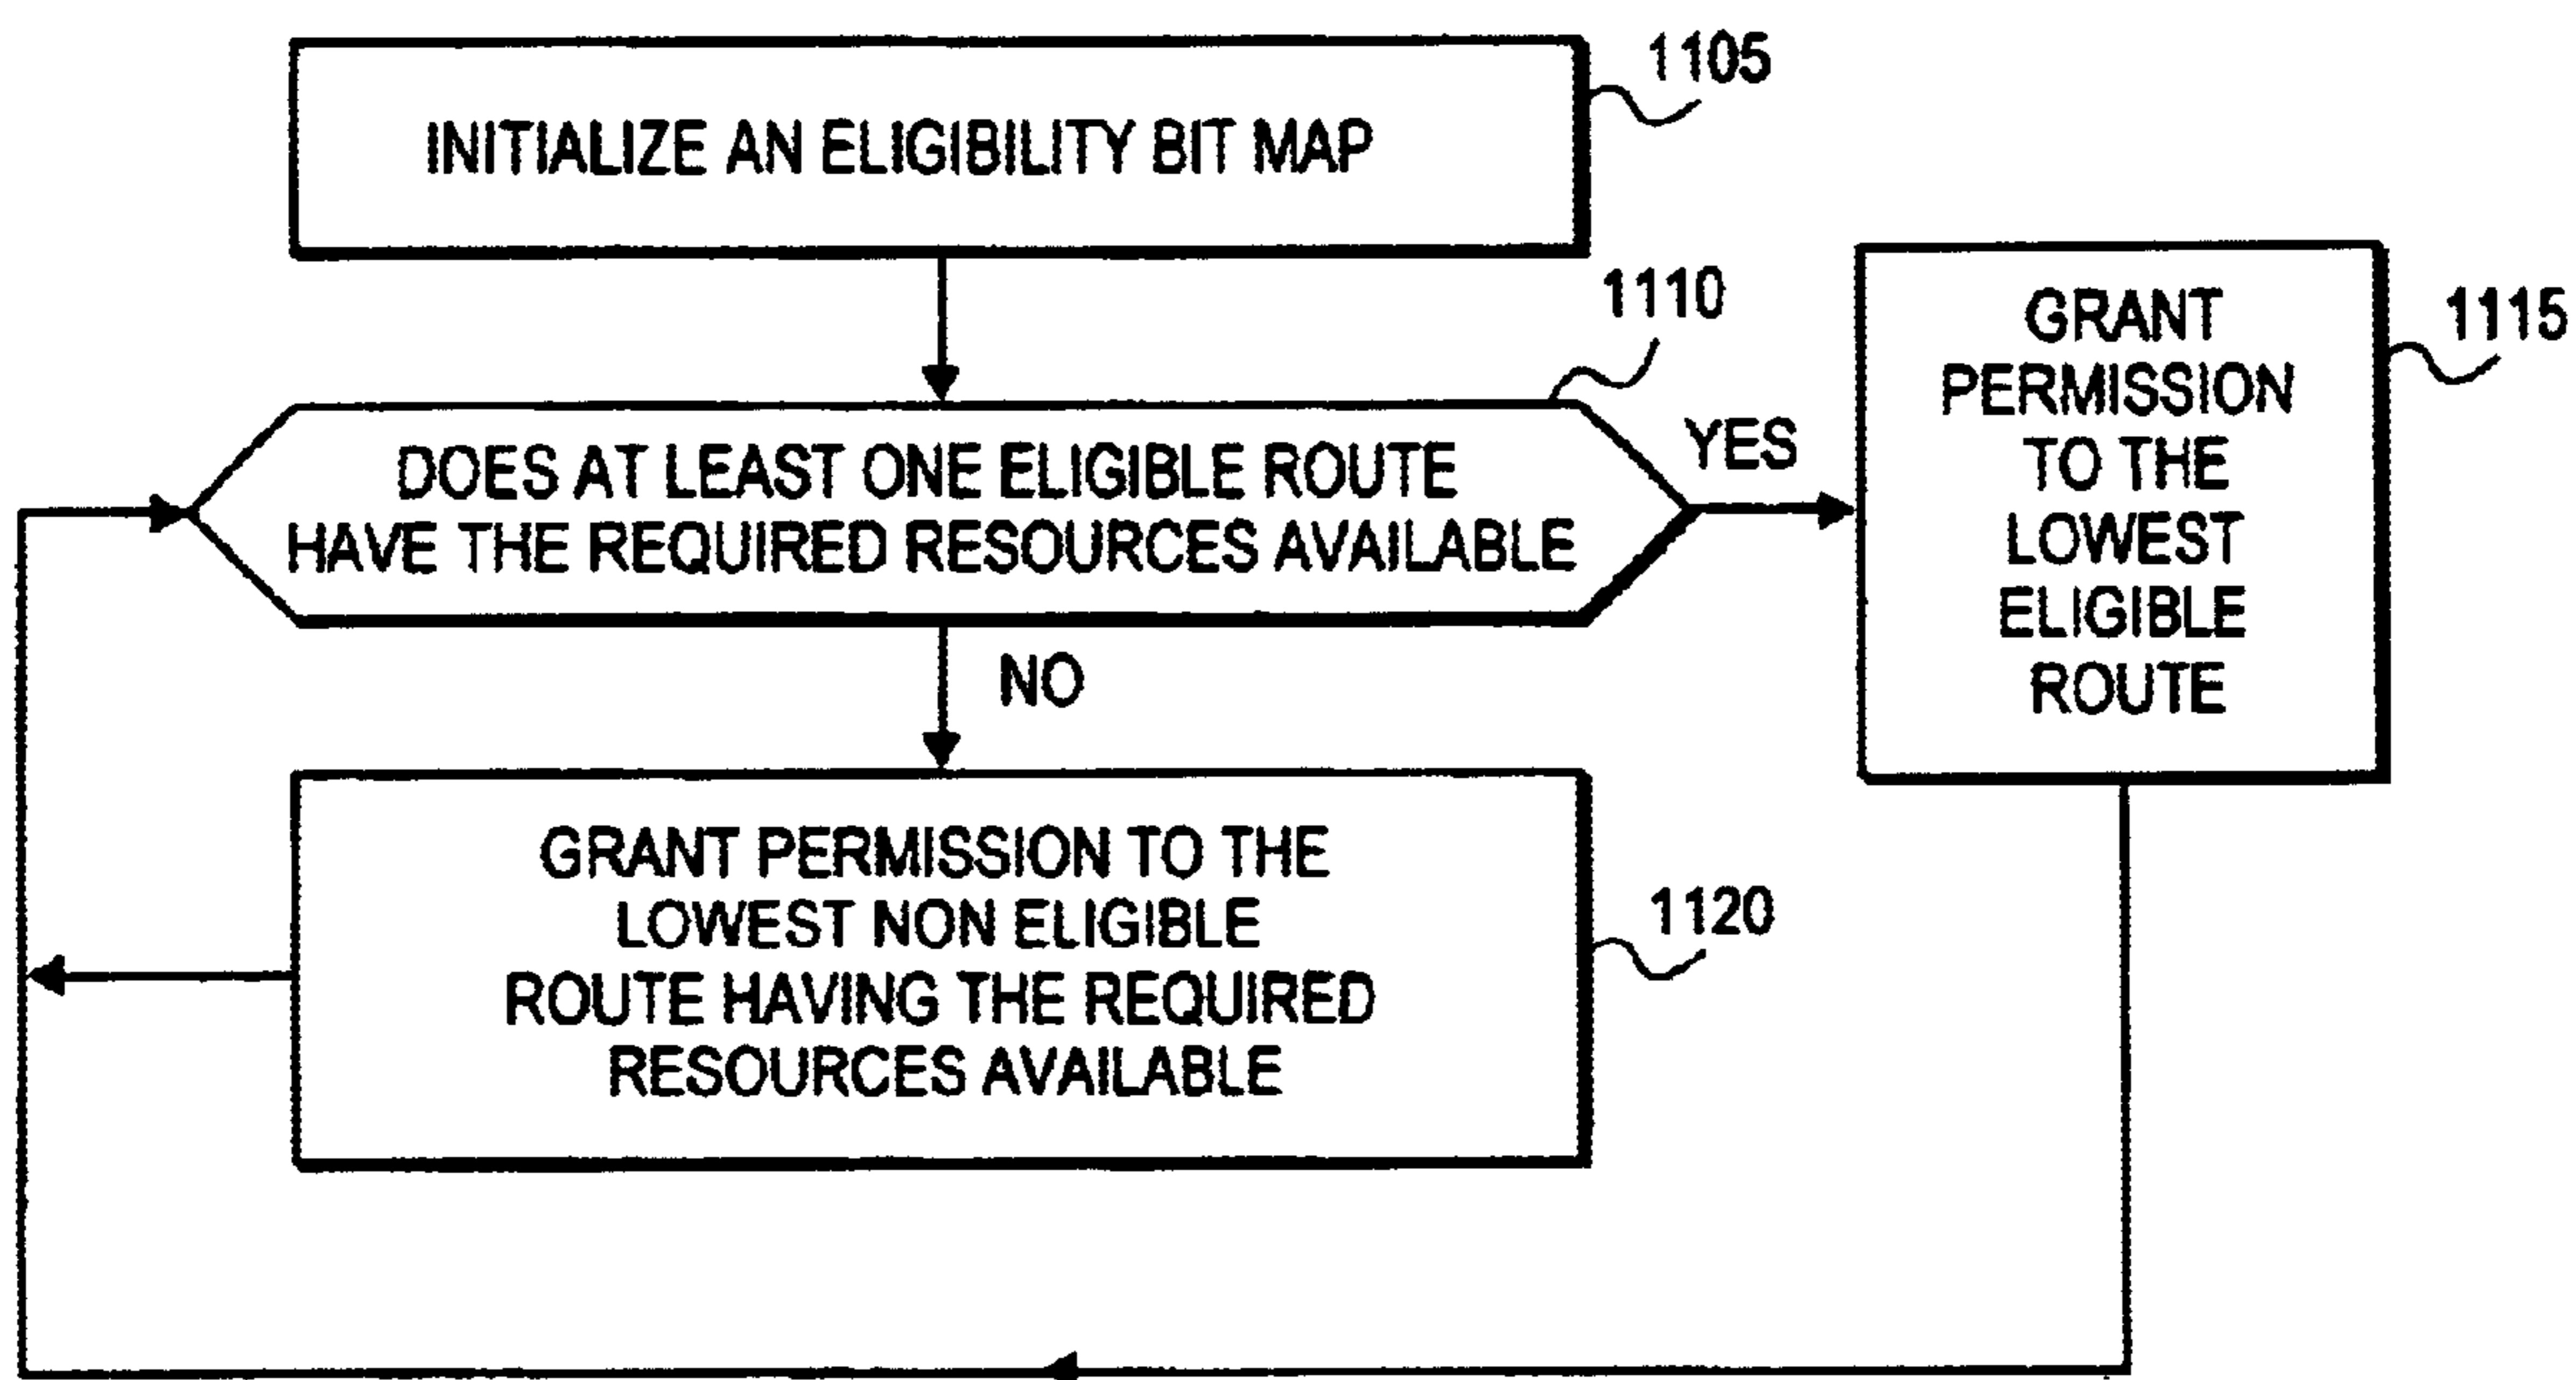 1105
INITIALIZE AN ELIGIBILITY BIT MAP
1110
DOES AT LEAST ONE ELIGIBLE ROUTE
HAVE THE REQUIRED RESOURCES AVAILABLE
YES
GRANT
PERMISSION
TO THE
LOWEST
ELIGIBLE
ROUTE
1115
NO
GRANT PERMISSION TO THE
LOWEST NON ELIGIBLE
ROUTE HAVING THE REQUIRED
RESOURCES AVAILABLE
1120